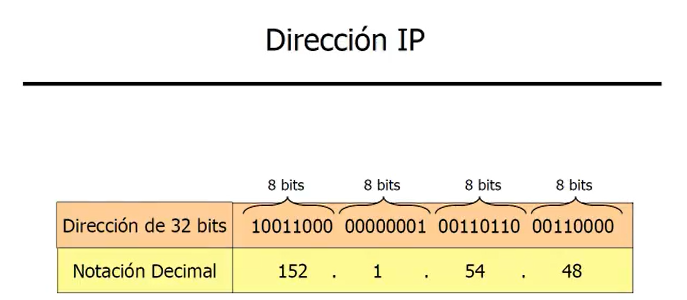 Dirección IP
8 bits 8 bits 8 bits 8 bits
Dirección de 32 bits 10011000 00000001 00110110 00110000
Notación Decimal 152 . 1 . 54 . 48